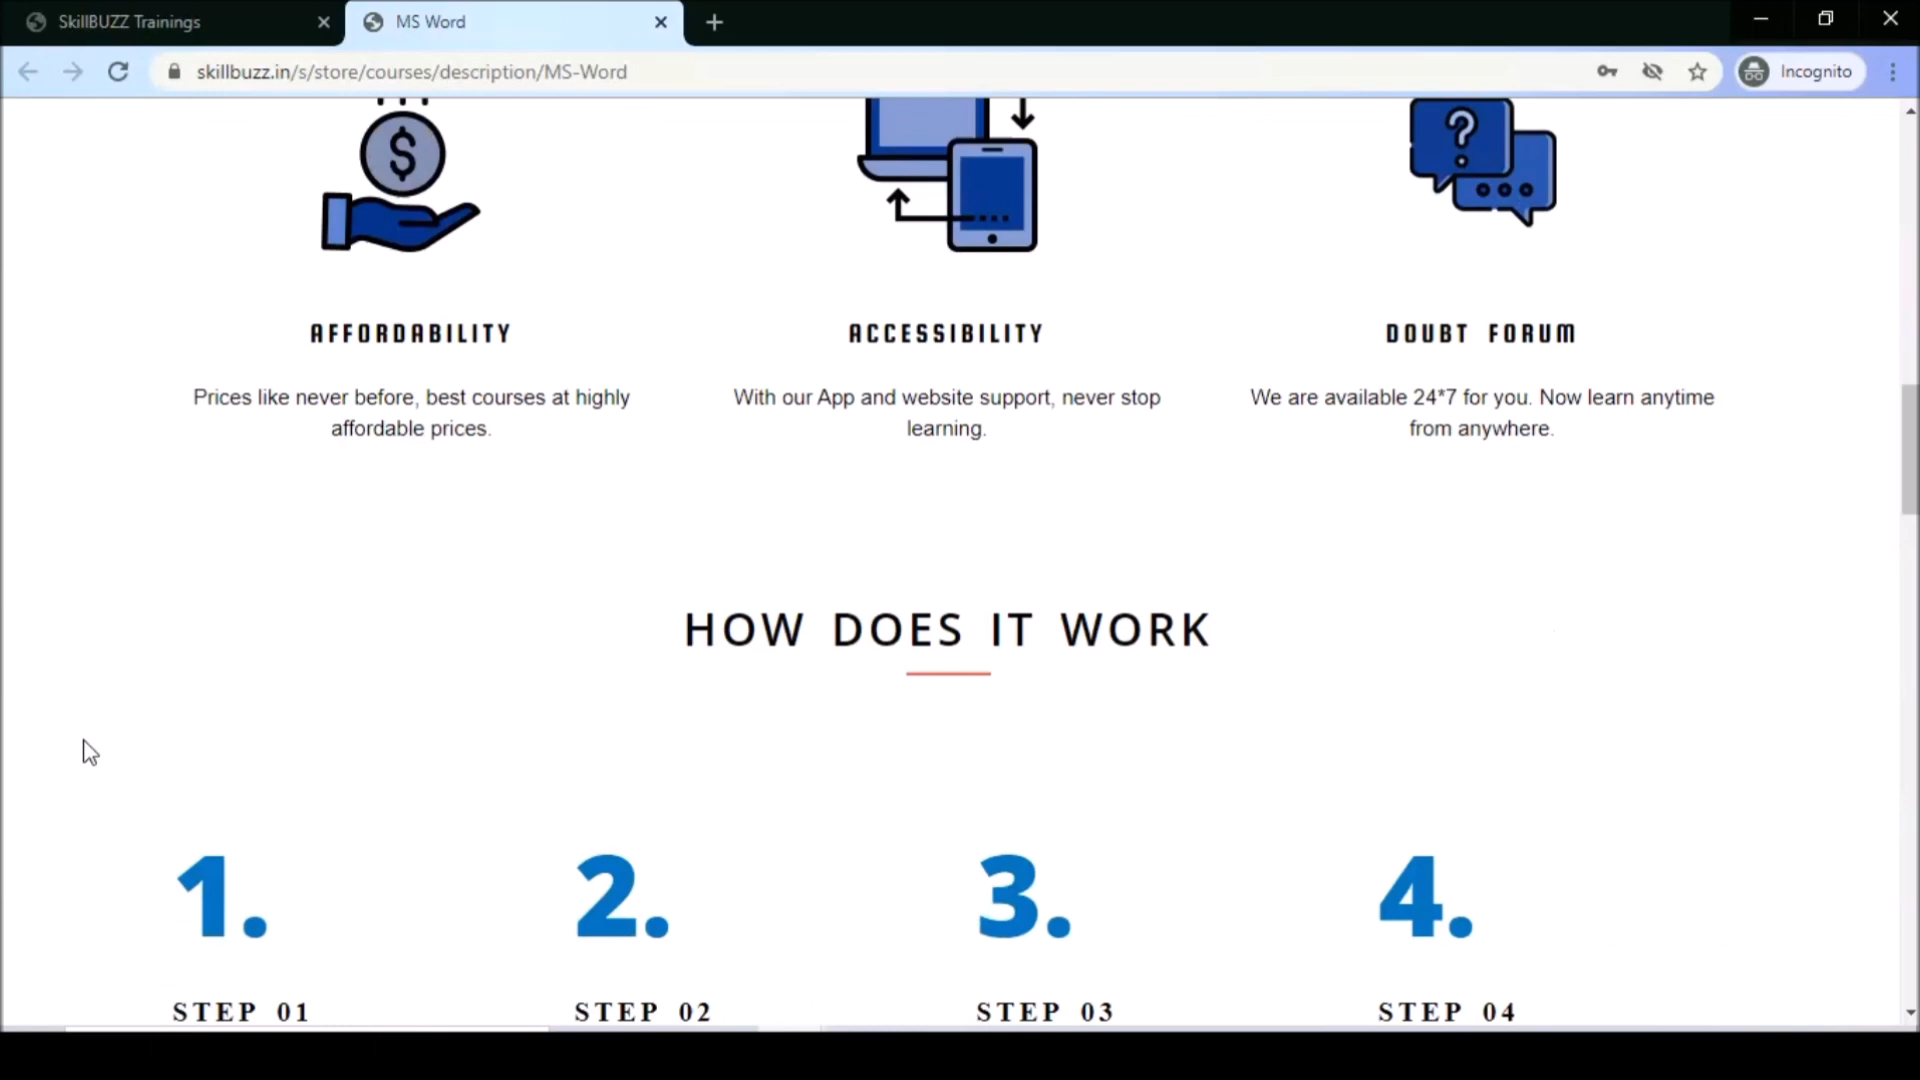 SkillBUZZ Trainings
MS Word
skillbuzz.in/s/store/courses/description/MS-Word
Incognito
$
?
AFFORDABILITY
ACCESSIBILITY
DOUBT FORUM
Prices like never before, best courses at highly
affordable prices.
With our App and website support, never stop
learning.
We are available 24*7 for you. Now learn anytime
from anywhere.
HOW DOES IT WORK
1.
2.
3.
4.
STEP 01
STEP 02
STEP 03
STEP 04